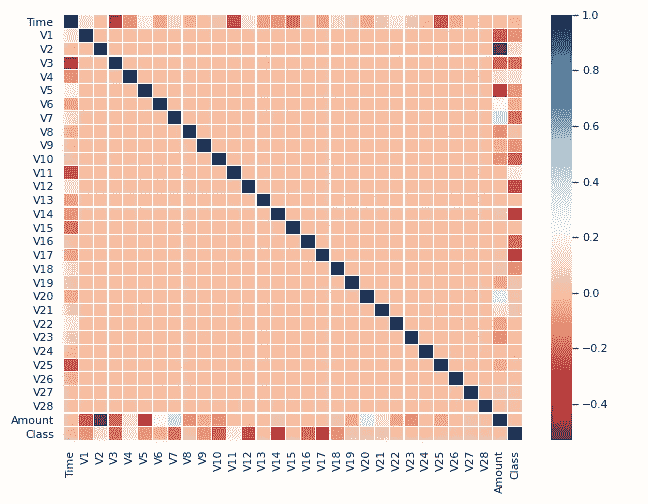 Time
V1
V2
V3
V4
V5
V6
V7
V8
V9
V10
V11
V12
V13
V14
V15
V16
V17
V18
V19
V20
V21
V22
V23
V24
V25
V26
V27
V28
Amount
Class
Time V1 V2 V3 V4 V5 V6 V7 V8 V9 V10 V11 V12 V13 V14 V15 V16 V17 V18 V19 V20 V21 V22 V23 V24 V25 V26 V27 V28 Amount Class
1.0
0.8
0.6
0.4
0.2
0.0
−0.2
−0.4